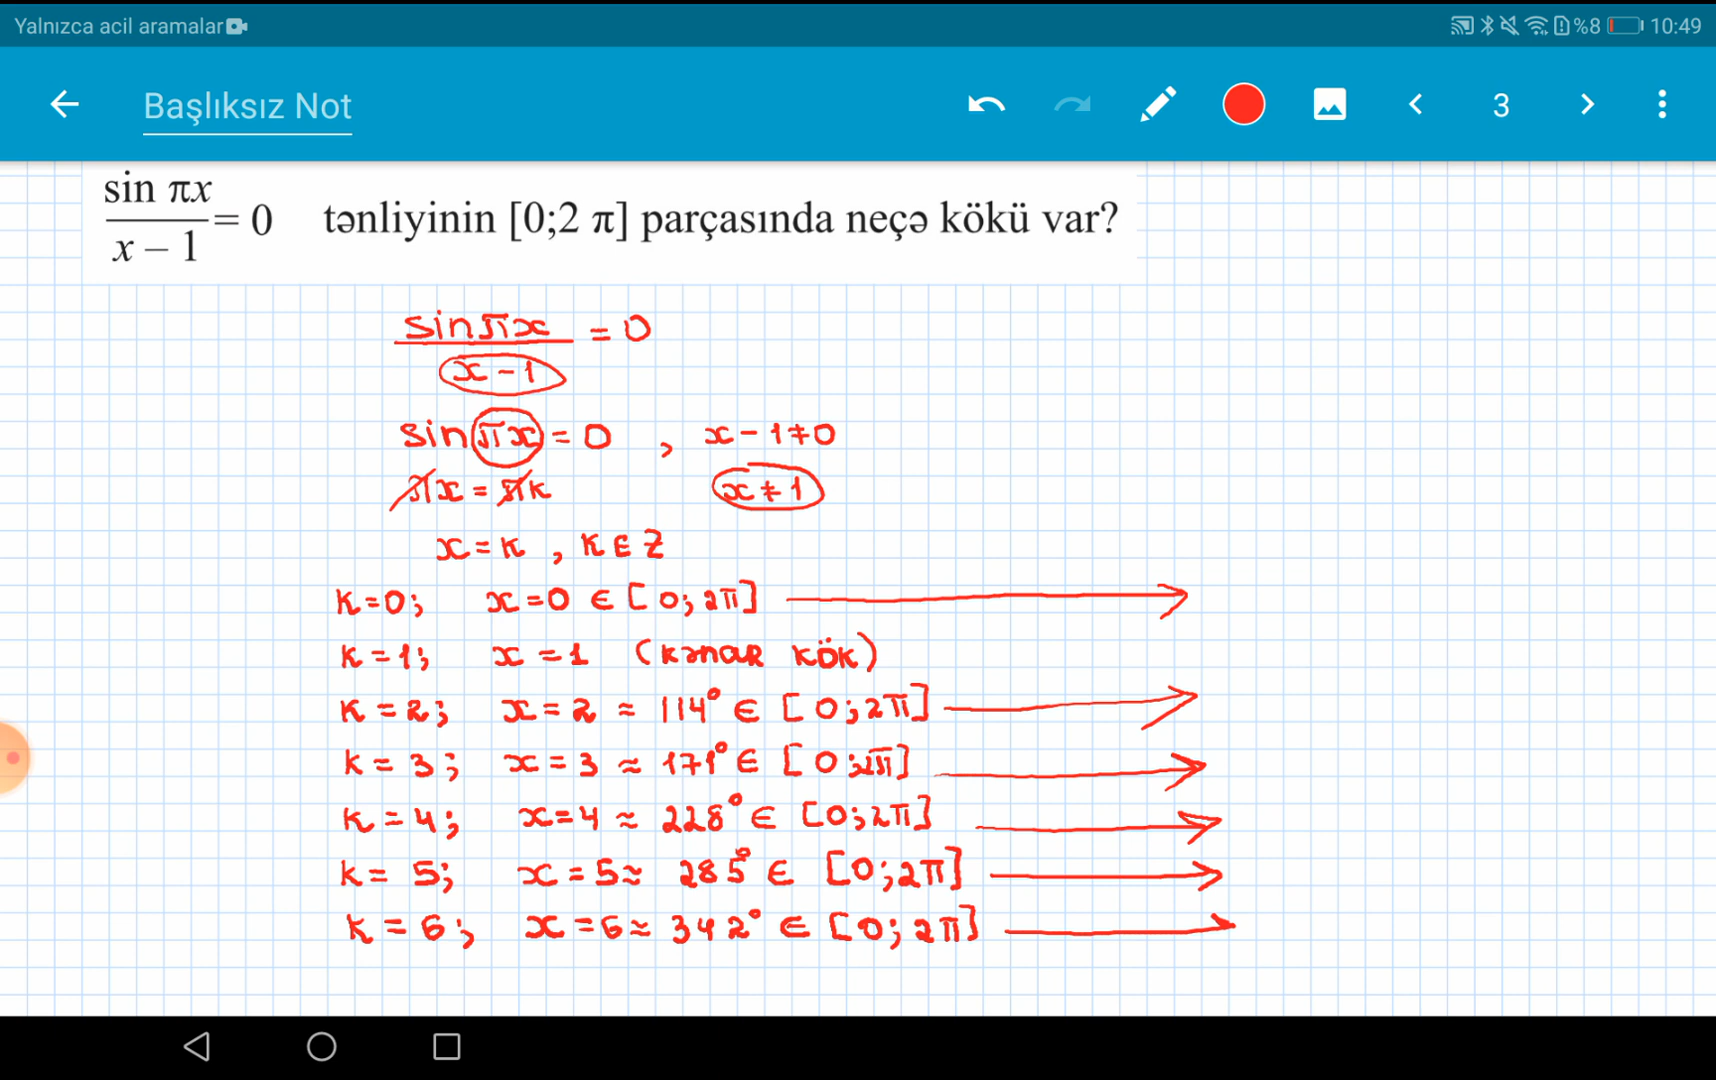 Yalnızca acil aramalar %8 10:49
Başlıksız Not 3
sin πx / x – 1 = 0 tənliyinin [0;2 π] parçasında neçə kökü var?
sin πx / x - 1 = 0
sin πx = 0 , x - 1 ≠ 0
πx = πk x ≠ 1
x = k , k ∈ Z
k = 0; x = 0 ∈ [0; 2π]
k = 1; x = 1 (kənar kök)
k = 2; x = 2 ≈ 114° ∈ [0; 2π]
k = 3; x = 3 ≈ 171° ∈ [0; 2π]
k = 4; x = 4 ≈ 228° ∈ [0; 2π]
k = 5; x = 5 ≈ 285° ∈ [0; 2π]
k = 6; x = 6 ≈ 342° ∈ [0; 2π]